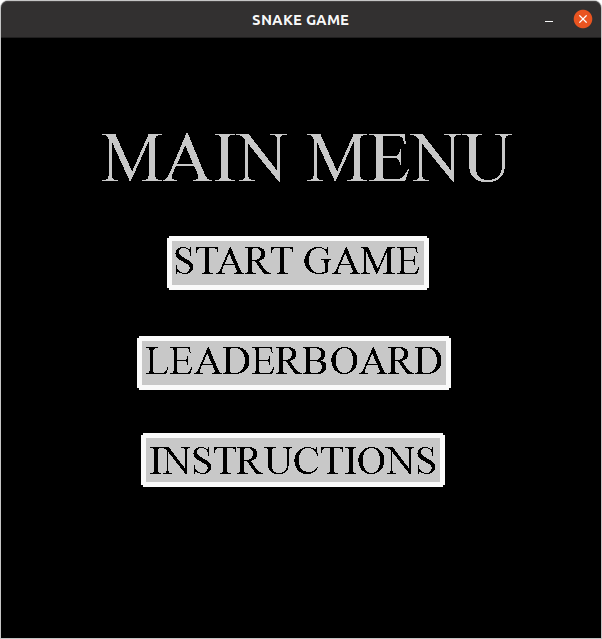 SNAKE GAME
MAIN MENU
START GAME
LEADERBOARD
INSTRUCTIONS